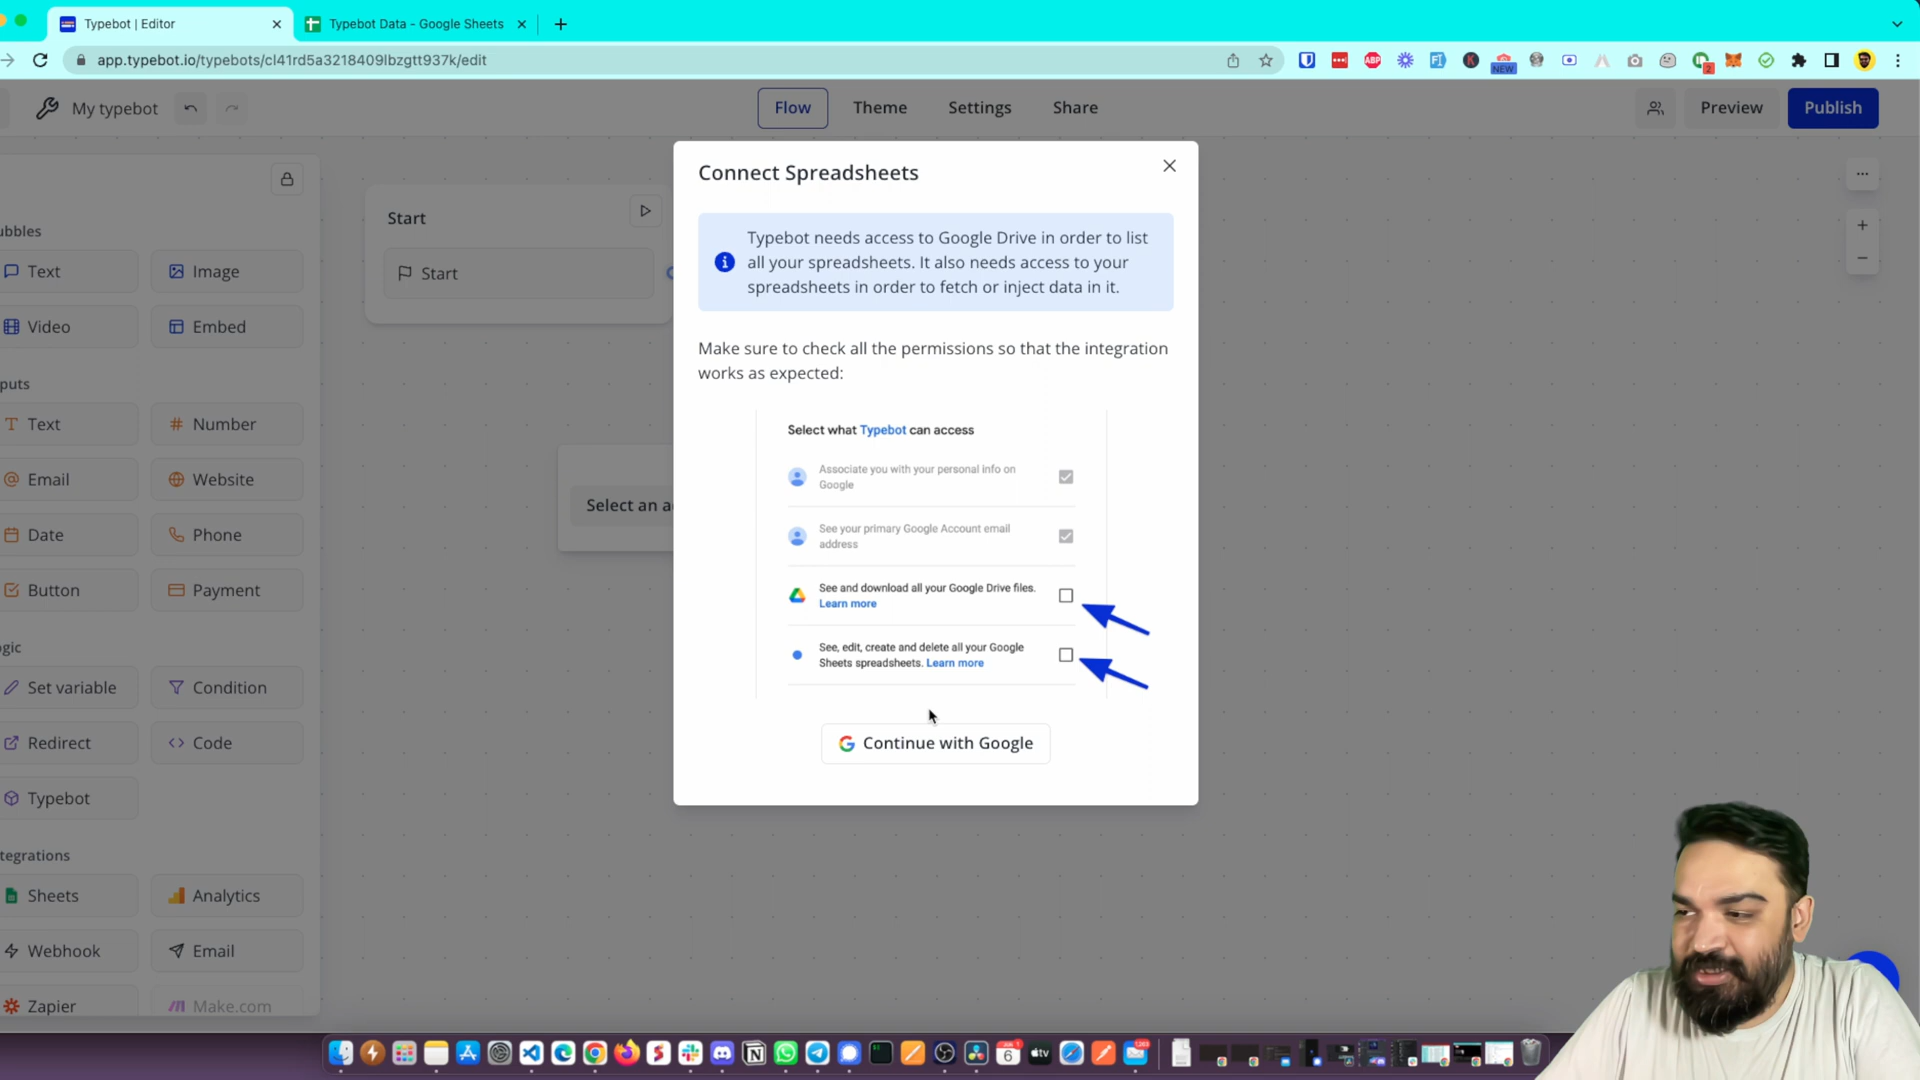 Typebot | Editor
Typebot Data - Google Sheets
app.typebot.io/typebots/cl41rd5a3218409lbzgtt937k/edit
ABP
NEW
2
My typebot
Flow
Theme
Settings
Share
Preview
Publish
ubbles
Text
Image
Video
Embed
puts
Text
Number
Email
Website
Date
Phone
Button
Payment
ogic
Set variable
Condition
Redirect
Code
Typebot
tegrations
Sheets
Analytics
Webhook
Email
Zapier
Make.com
Start
Start
Select an a
Connect Spreadsheets
Typebot needs access to Google Drive in order to list
all your spreadsheets. It also needs access to your
spreadsheets in order to fetch or inject data in it.
Make sure to check all the permissions so that the integration
works as expected:
Select what Typebot can access
Associate you with your personal info on
Google
See your primary Google Account email
address
See and download all your Google Drive files.
Learn more
See, edit, create and delete all your Google
Sheets spreadsheets. Learn more
Continue with Google
6
tv